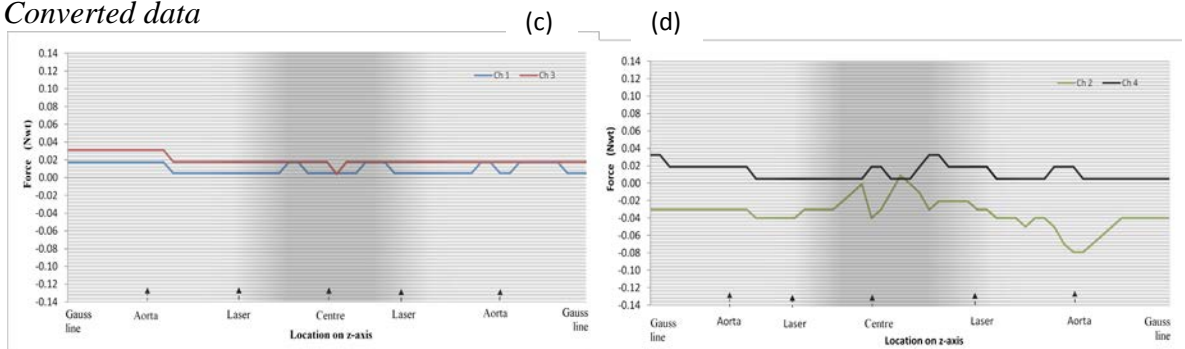 Converted data
(c)
(d)
0.14
0.12
0.10
0.08
0.06
0.04
0.02
0.00
-0.02
-0.04
-0.06
-0.08
-0.10
-0.12
-0.14
Force (Nwt)
Ch 1
Ch 3
Gauss
line
Aorta
Laser
Centre
Laser
Aorta
Gauss
line
Location on z-axis
0.14
0.12
0.10
0.08
0.06
0.04
0.02
0.00
-0.02
-0.04
-0.06
-0.08
-0.10
-0.12
-0.14
Force (Nwt)
Ch 2
Ch 4
Gauss
line
Aorta
Laser
Centre
Laser
Aorta
Gauss
line
Location on z-axis